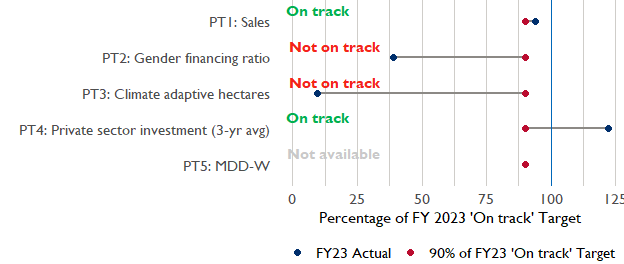 On track
PT1: Sales
Not on track
PT2: Gender financing ratio
Not on track
PT3: Climate adaptive hectares
On track
PT4: Private sector investment (3-yr avg)
Not available
PT5: MDD-W
0 25 50 75 100 125
Percentage of FY 2023 'On track' Target
FY23 Actual 90% of FY23 'On track' Target